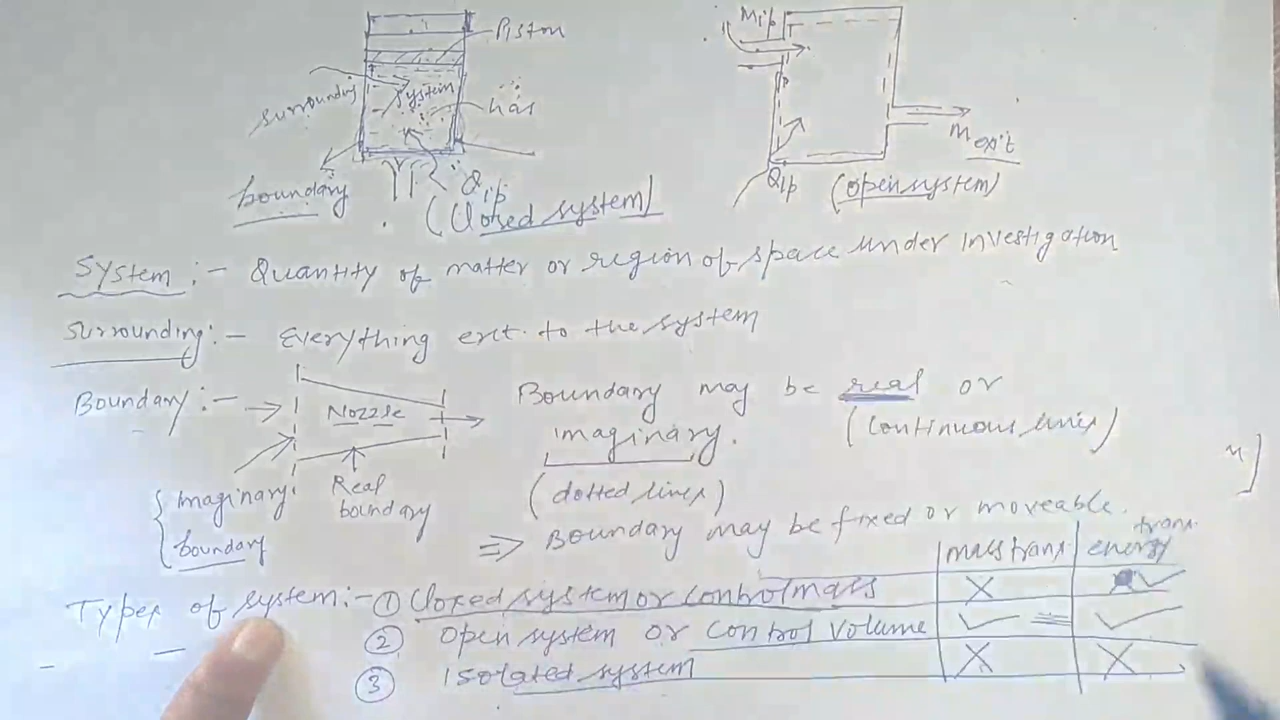 Piston
System
Surrounding
Gas
boundary
Qi/p
(Closed system)
Mi/p
Mexit
Qi/p
(open system)
System :- Quantity of matter or region of space under investigation
Surrounding :- Everything ext. to the system
Boundary :- Nozzle
Imaginary boundary
Real boundary
Boundary may be real or
imaginary. (continuous lines)
(dotted lines)
⇒ Boundary may be fixed or moveable.
mass trans energy trans.
Types of system :- ① Closed system or control mass X ✓
② Open system or control volume ✓ ✓
③ Isolated system X X